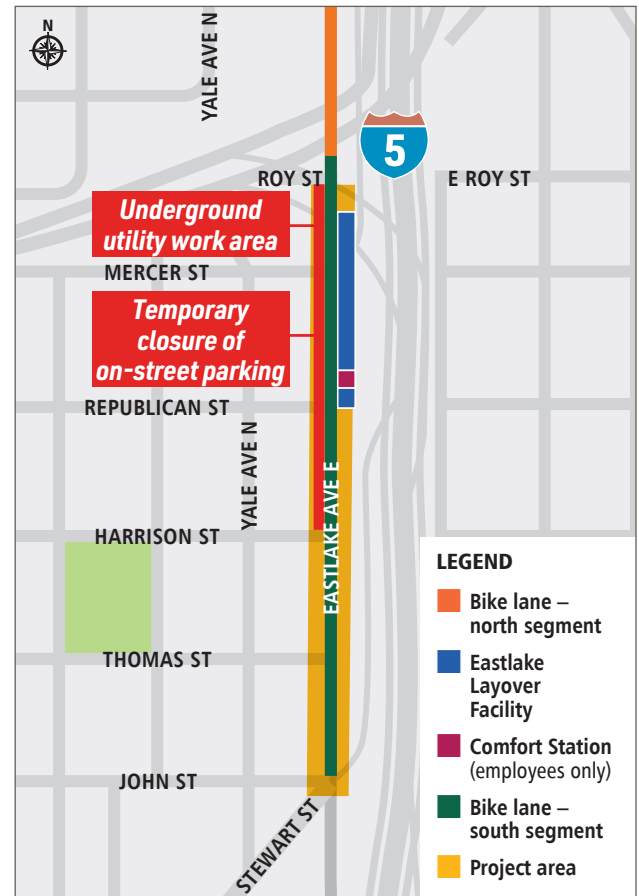 N
YALE AVE N
5
ROY ST
E ROY ST
Underground
utility work area
MERCER ST
Temporary
closure of
on-street parking
REPUBLICAN ST
YALE AVE N
EASTLAKE AVE E
HARRISON ST
THOMAS ST
JOHN ST
STEWART ST
LEGEND
Bike lane –
north segment
Eastlake
Layover
Facility
Comfort Station
(employees only)
Bike lane –
south segment
Project area